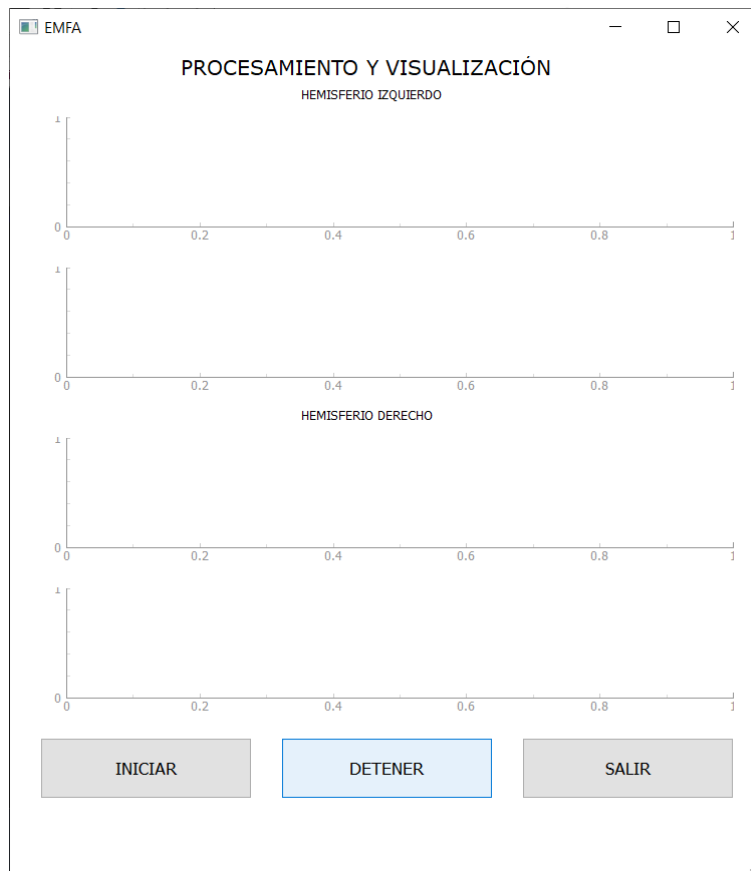 EMFA
PROCESAMIENTO Y VISUALIZACIÓN
HEMISFERIO IZQUIERDO
1
0
0 0.2 0.4 0.6 0.8 1
1
0
0 0.2 0.4 0.6 0.8 1
HEMISFERIO DERECHO
1
0
0 0.2 0.4 0.6 0.8 1
1
0
0 0.2 0.4 0.6 0.8 1
INICIAR DETENER SALIR